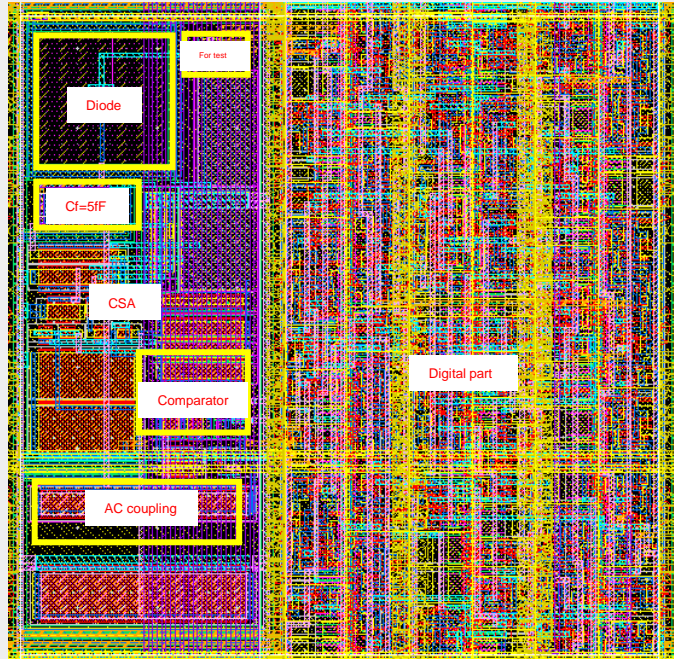 For test
Diode
Cf=5fF
CSA
Comparator
Digital part
AC coupling